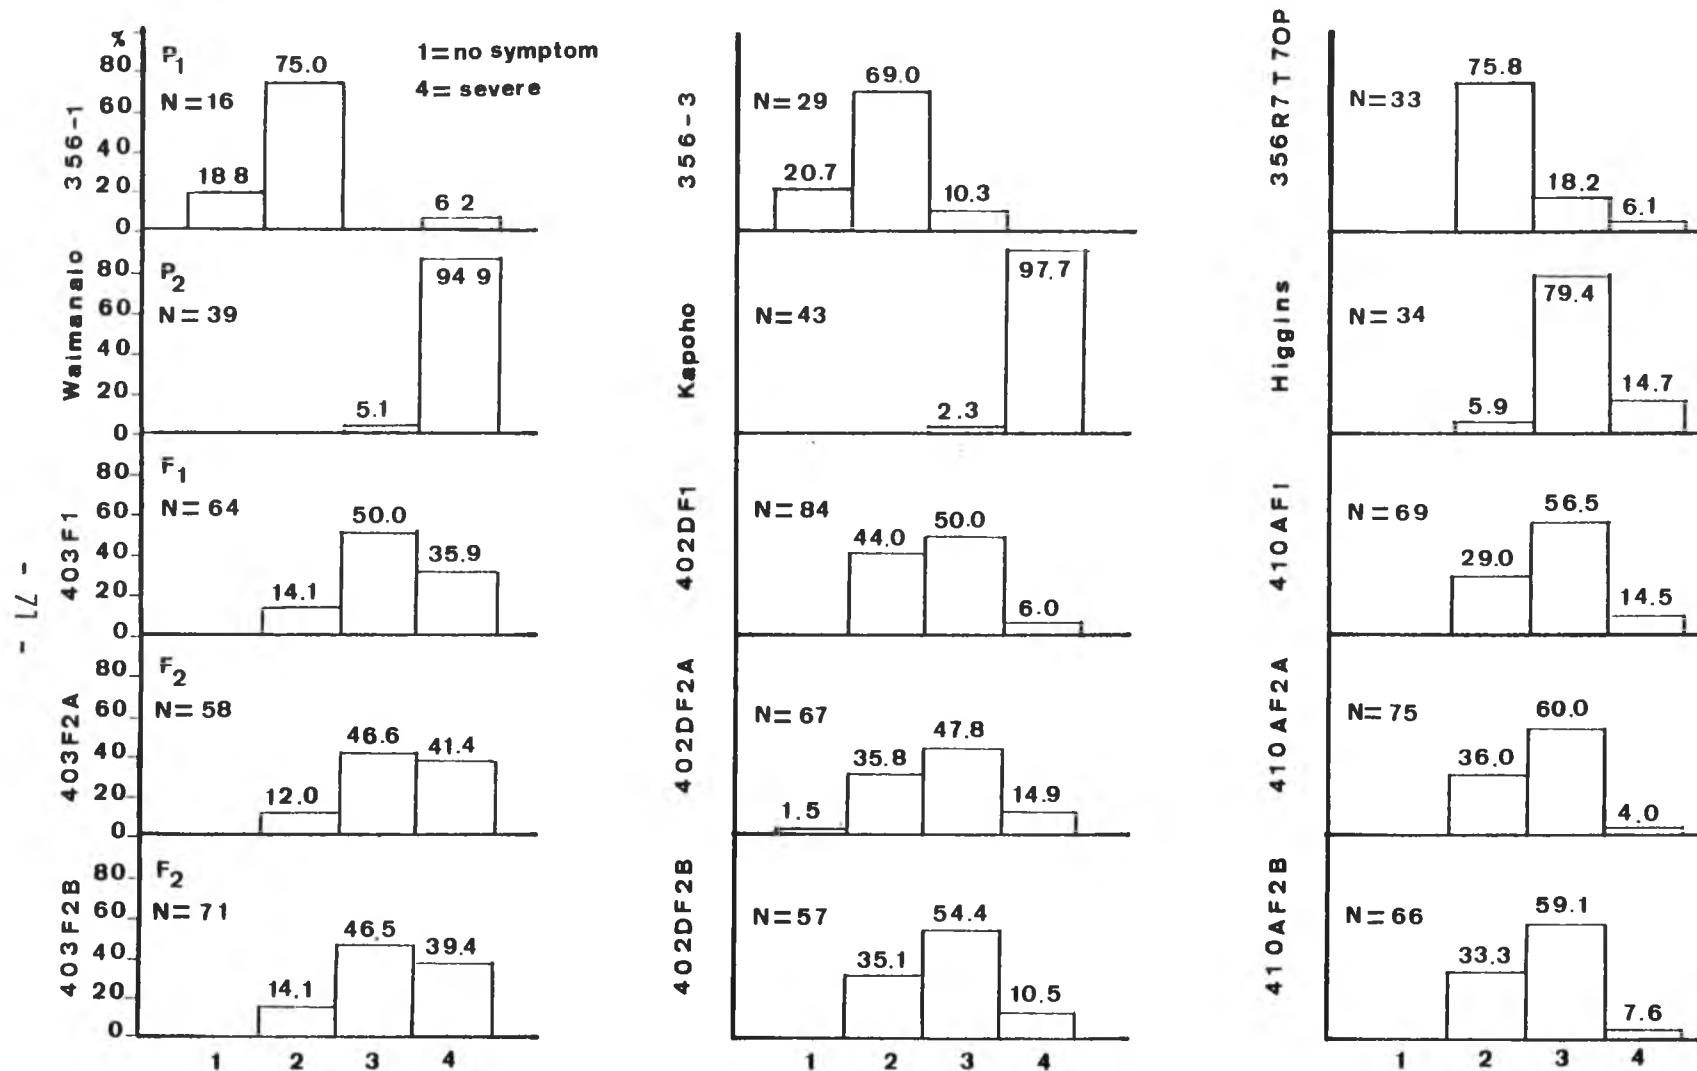 356-1
%
80
60
40
20
0
P1
N=16
1=no symptom
4=severe
18 8
75.0
6 2
356-3
N=29
20.7
69.0
10.3
356R7T70P
N=33
75.8
18.2
6.1
Waimanalo
80
60
40
20
0
P2
N=39
5.1
94 9
Kapoho
N=43
2.3
97.7
Higgins
N=34
5.9
79.4
14.7
403F1
80
60
40
20
0
F1
N=64
14.1
50.0
35.9
402DF1
N=84
44.0
50.0
6.0
410AF1
N=69
29.0
56.5
14.5
- 71 -
403F2A
80
60
40
20
0
F2
N=58
12.0
46.6
41.4
402DF2A
N=67
1.5
35.8
47.8
14.9
410AF2A
N=75
36.0
60.0
4.0
403F2B
80
60
40
20
0
F2
N=71
14.1
46.5
39.4
402DF2B
N=57
35.1
54.4
10.5
410AF2B
N=66
33.3
59.1
7.6
1 2 3 4
1 2 3 4
1 2 3 4